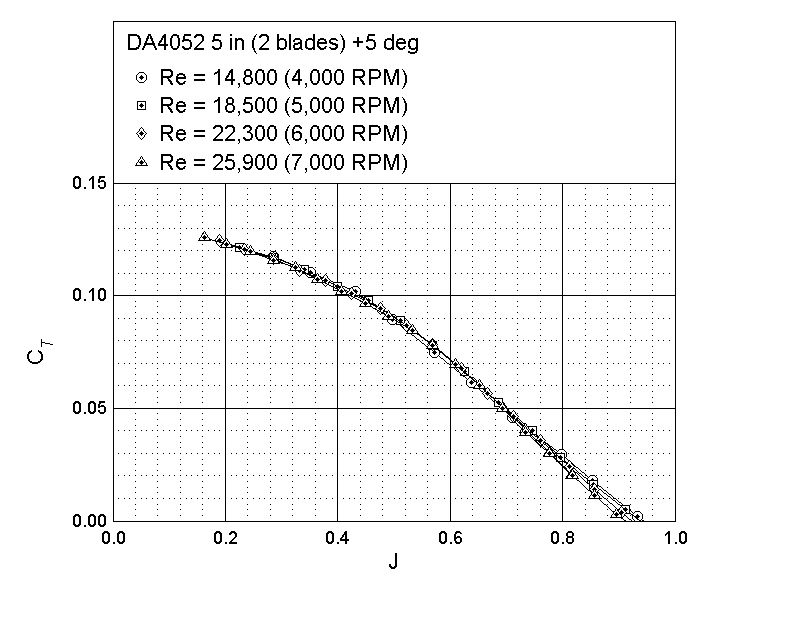 DA4052 5 in (2 blades) +5 deg
Re = 14,800 (4,000 RPM)
Re = 18,500 (5,000 RPM)
Re = 22,300 (6,000 RPM)
Re = 25,900 (7,000 RPM)
0.15
0.10
C_T
0.05
0.00
0.0 0.2 0.4 0.6 0.8 1.0
J